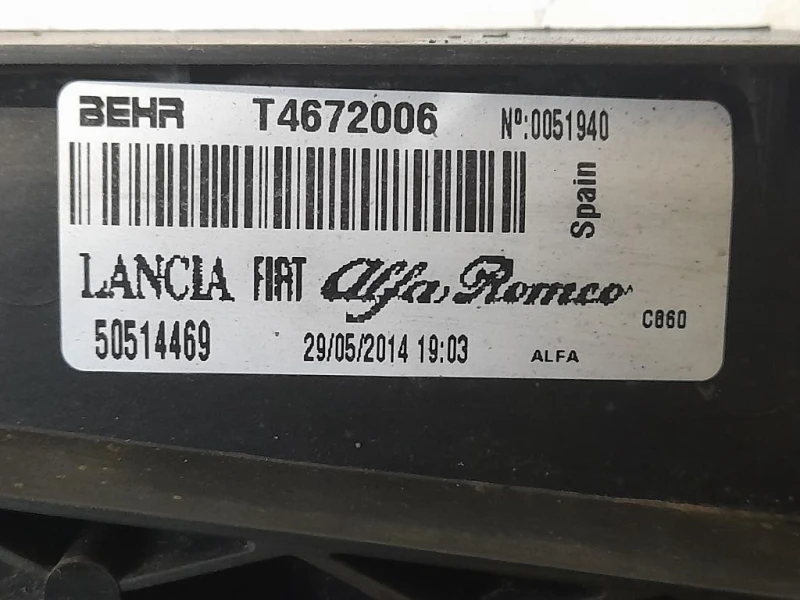 BEHR T4672006 Nº:0051940
Spain
LANCIA FIAT Alfa Romeo
C860
50514469 29/05/2014 19:03 ALFA